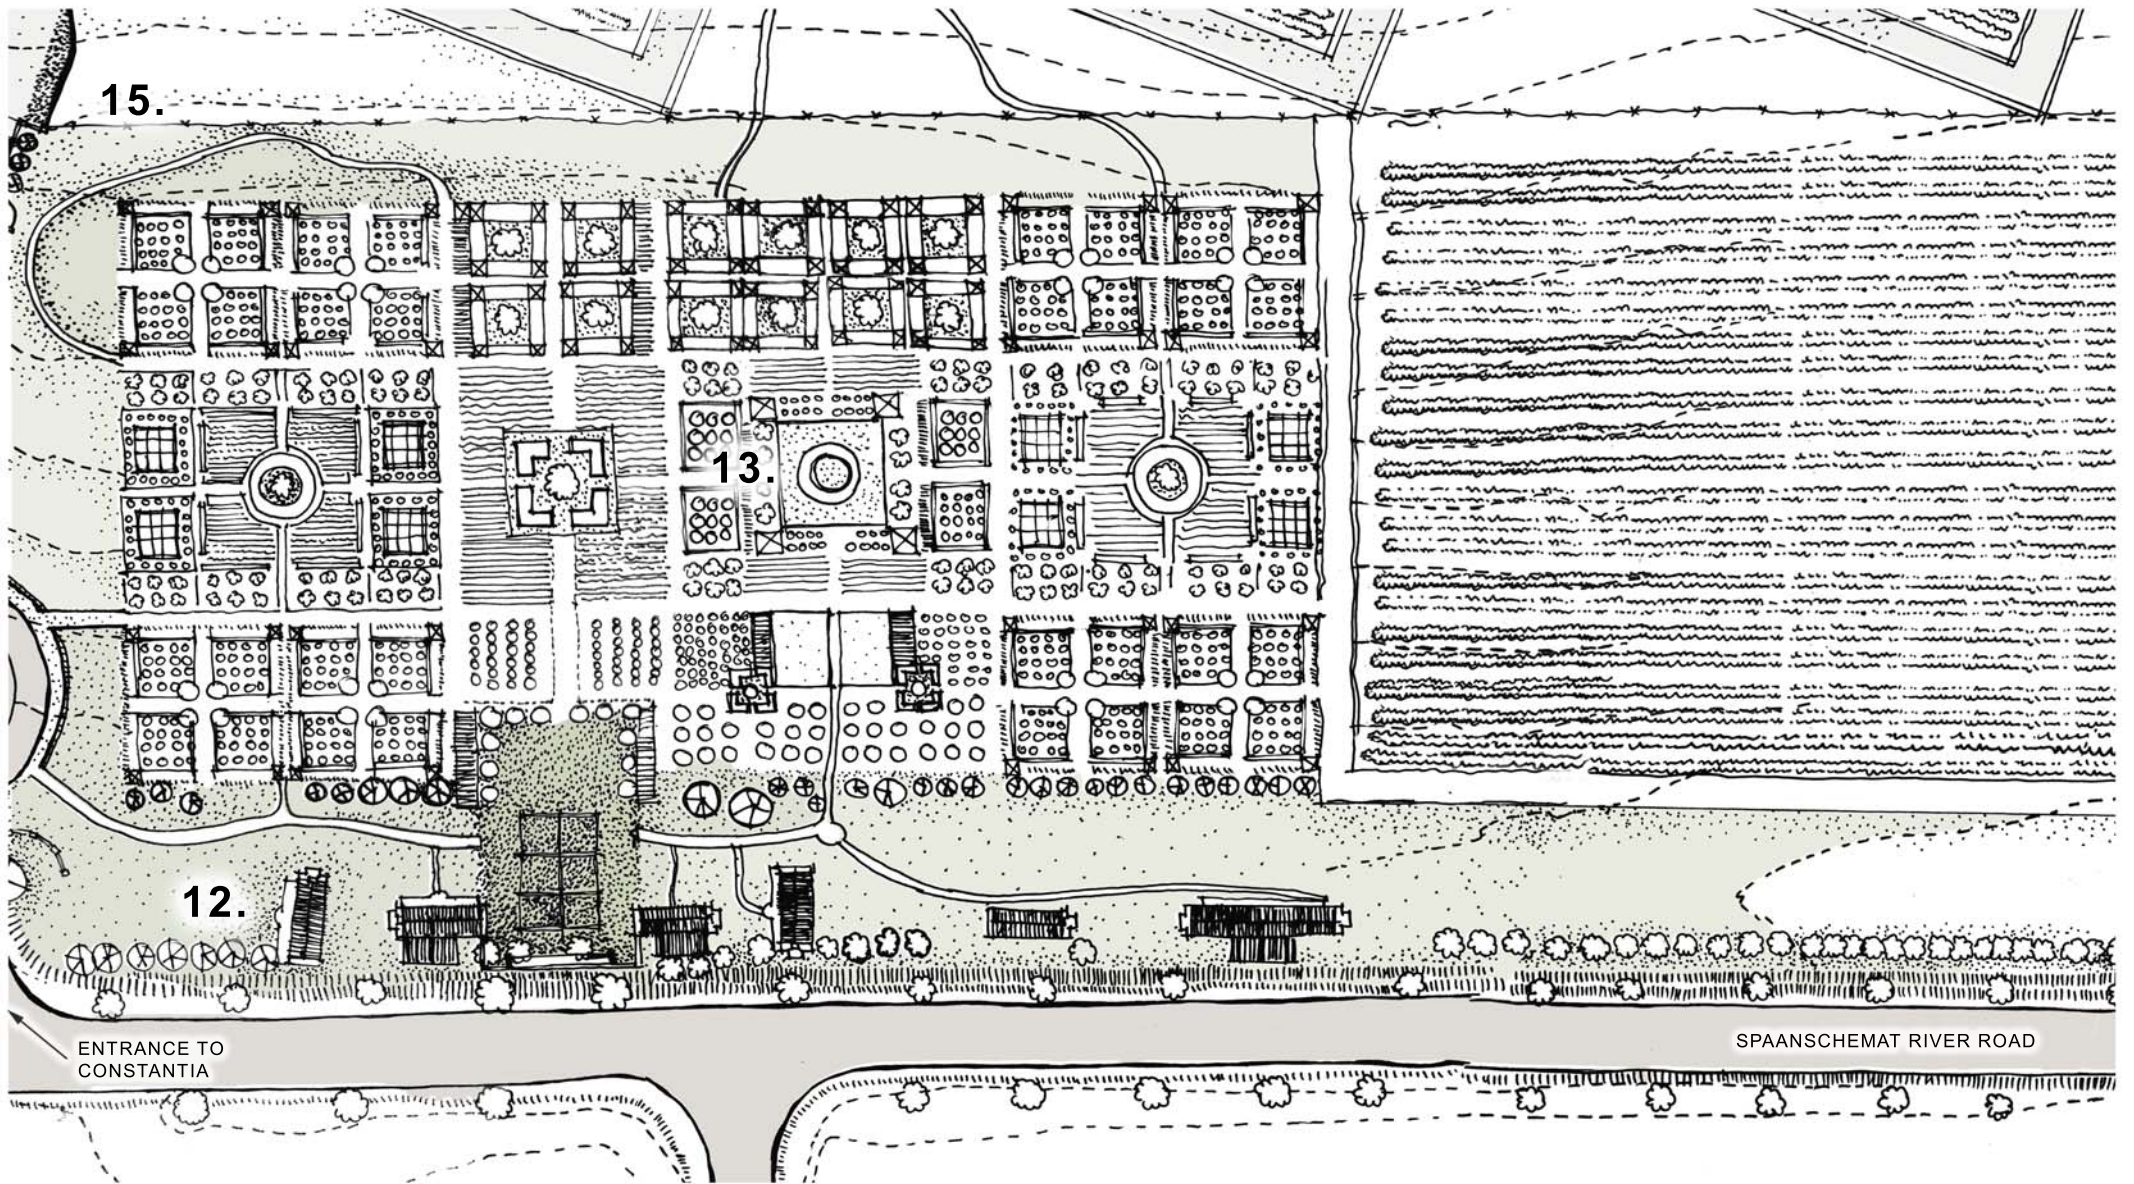 15.
13.
12.
ENTRANCE TO
CONSTANTIA
SPAANSCHEMAT RIVER ROAD